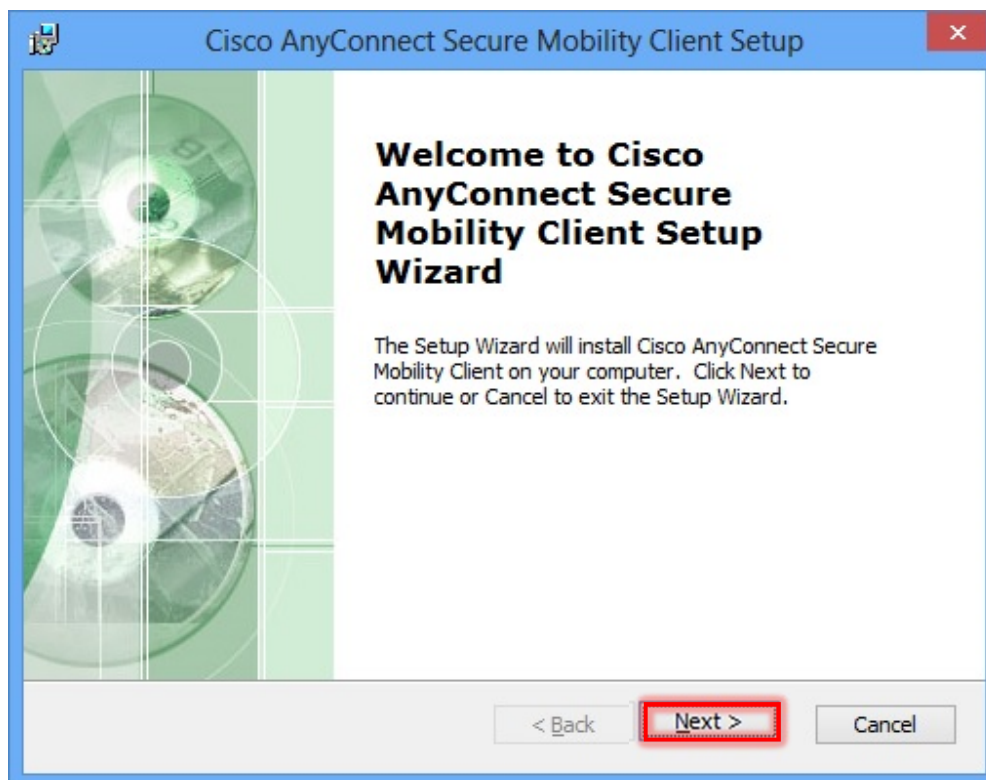 Cisco AnyConnect Secure Mobility Client Setup
Welcome to Cisco
AnyConnect Secure
Mobility Client Setup
Wizard
The Setup Wizard will install Cisco AnyConnect Secure
Mobility Client on your computer.  Click Next to
continue or Cancel to exit the Setup Wizard.
< Back
Next >
Cancel